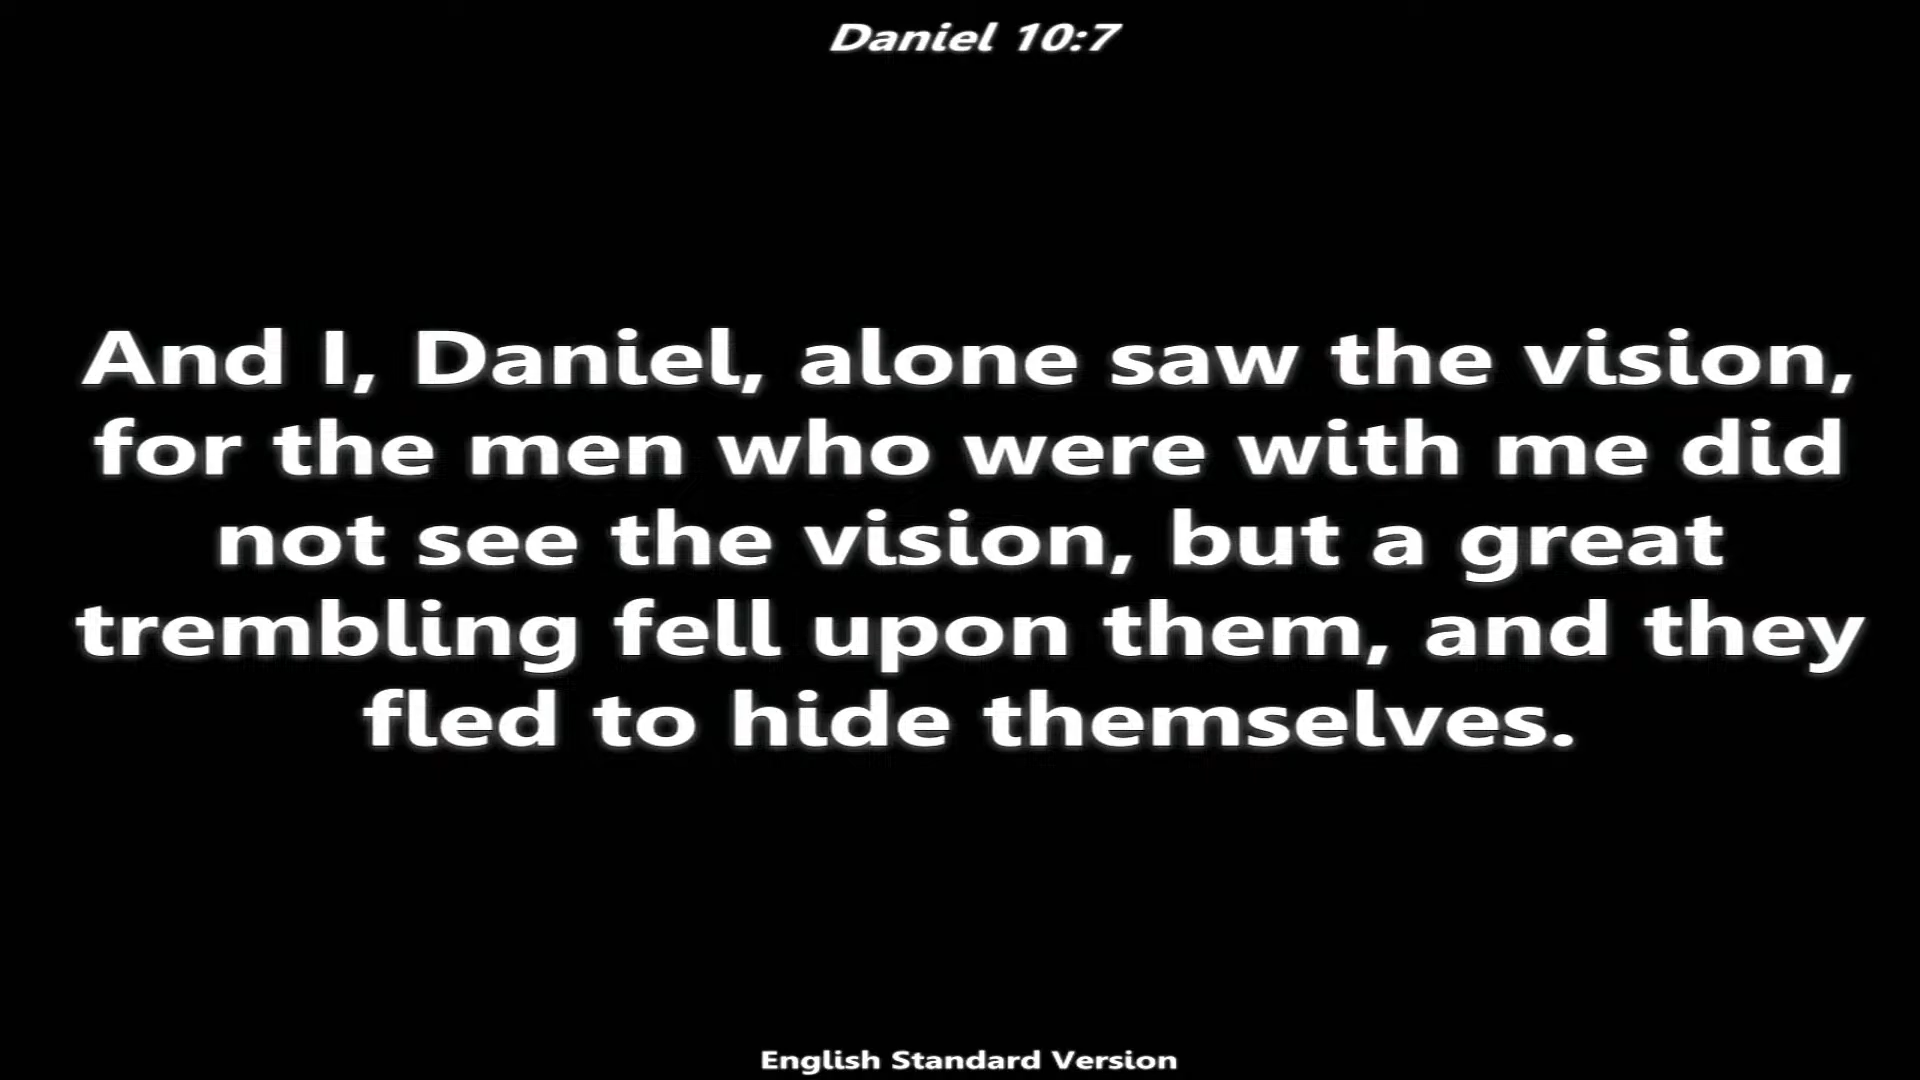 Daniel 10:7
And I, Daniel, alone saw the vision,
for the men who were with me did
not see the vision, but a great
trembling fell upon them, and they
fled to hide themselves.
English Standard Version